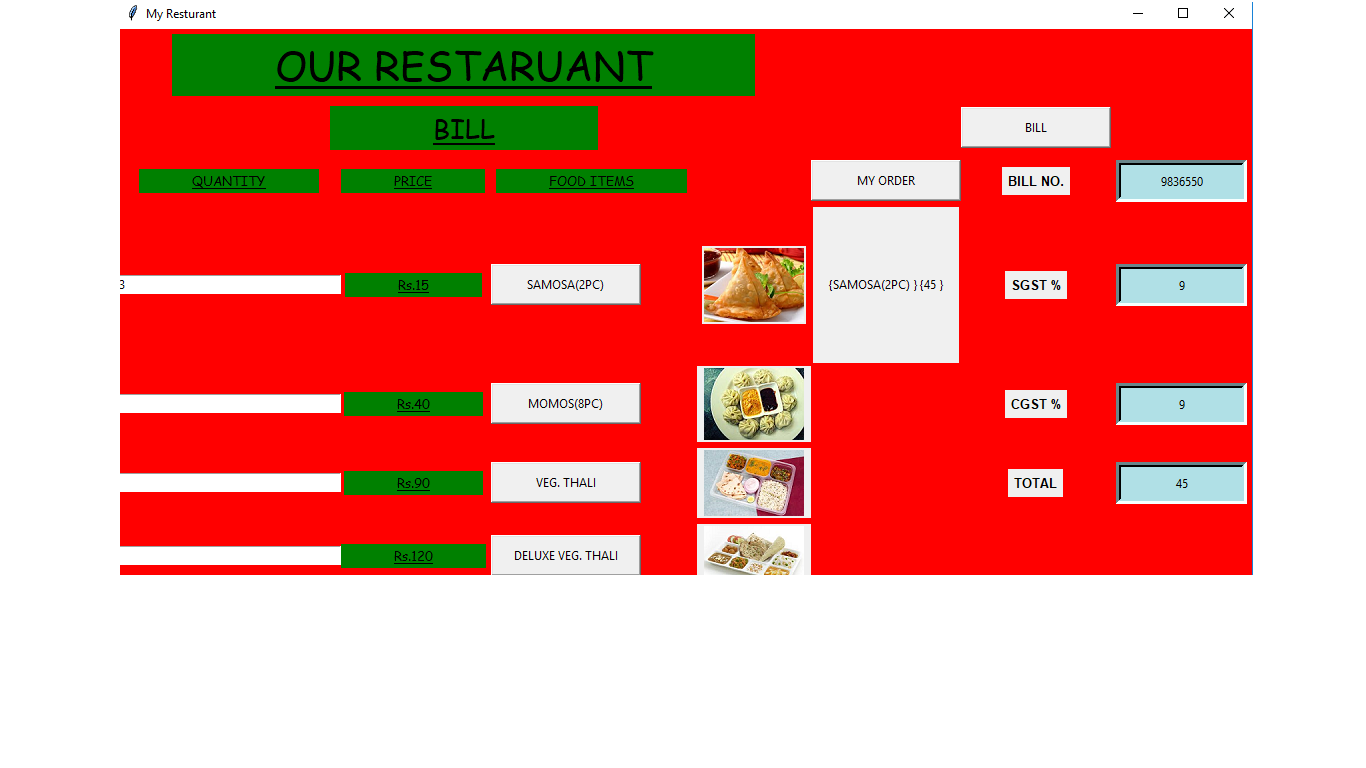 My Resturant
OUR RESTARUANT
BILL
BILL
QUANTITY PRICE FOOD ITEMS MY ORDER BILL NO. 9836550
3 Rs.15 SAMOSA(2PC) {SAMOSA(2PC) } {45 } SGST % 9
Rs.40 MOMOS(8PC) CGST % 9
Rs.90 VEG. THALI TOTAL 45
Rs.120 DELUXE VEG. THALI